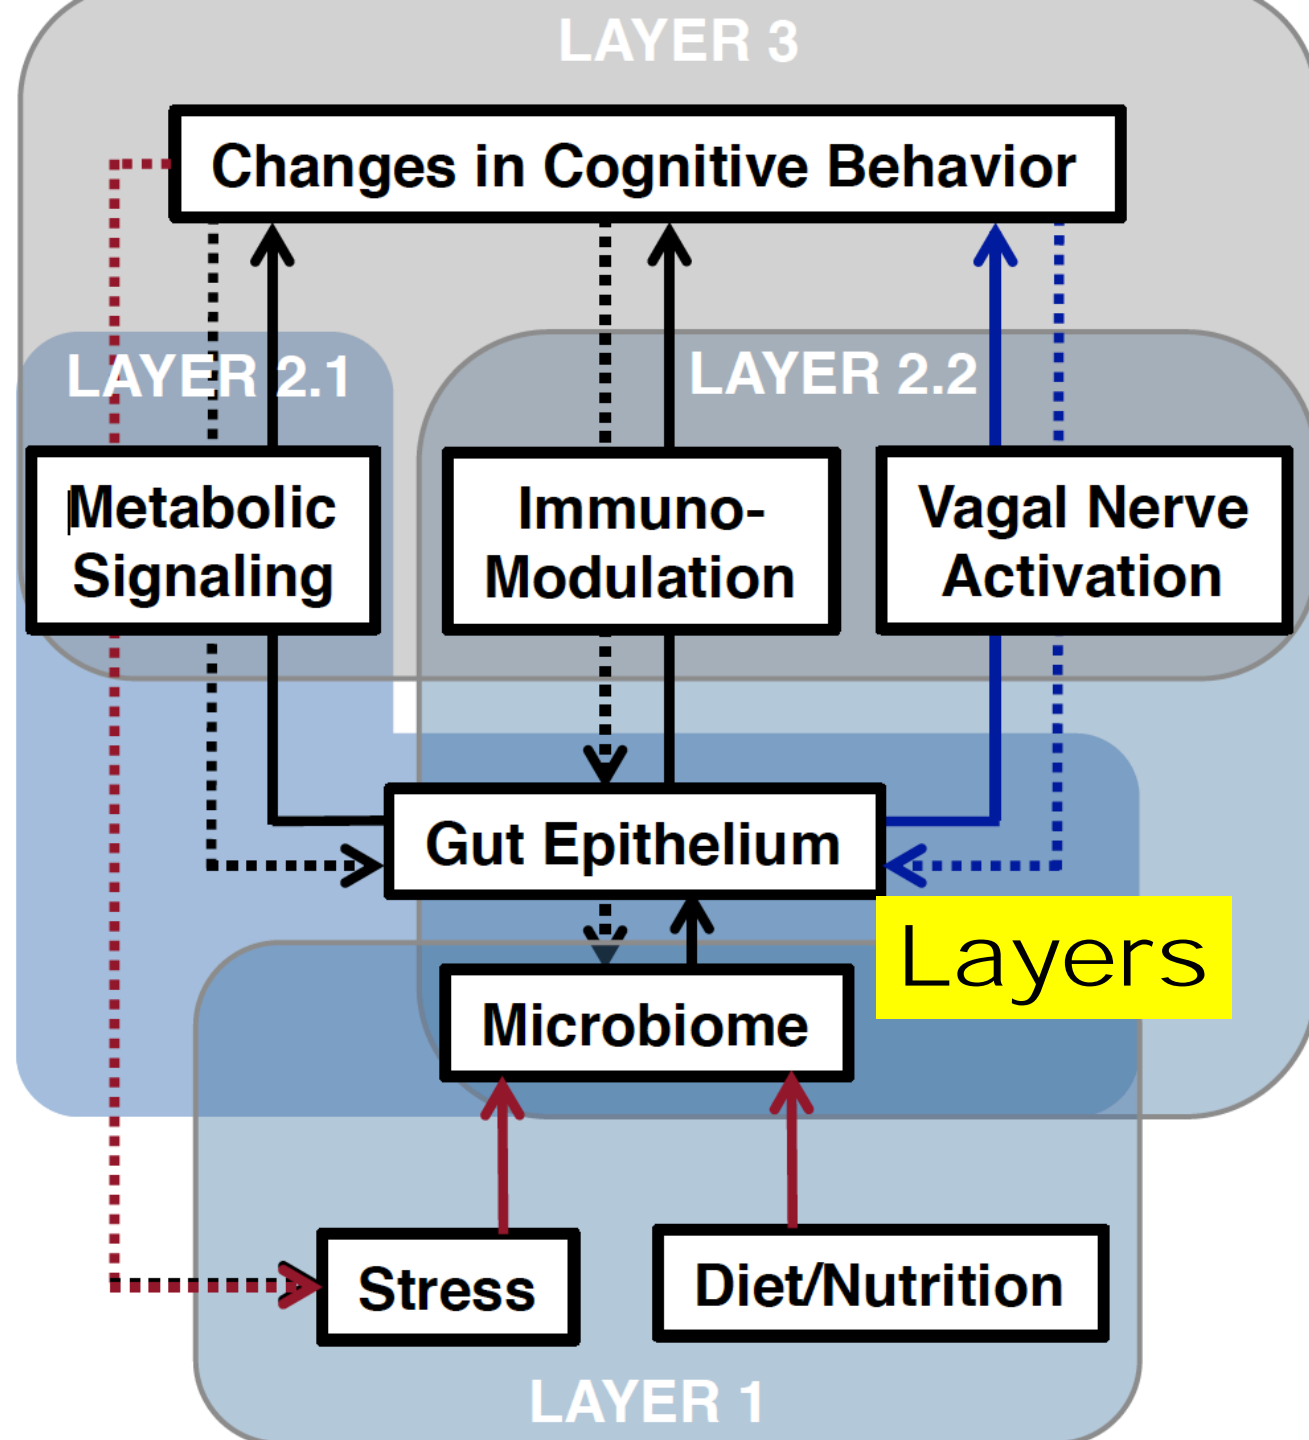 LAYER 3
Changes in Cognitive Behavior
LAYER 2.1
LAYER 2.2
Metabolic
Signaling
Immuno-
Modulation
Vagal Nerve
Activation
Gut Epithelium
Layers
Microbiome
Stress
Diet/Nutrition
LAYER 1